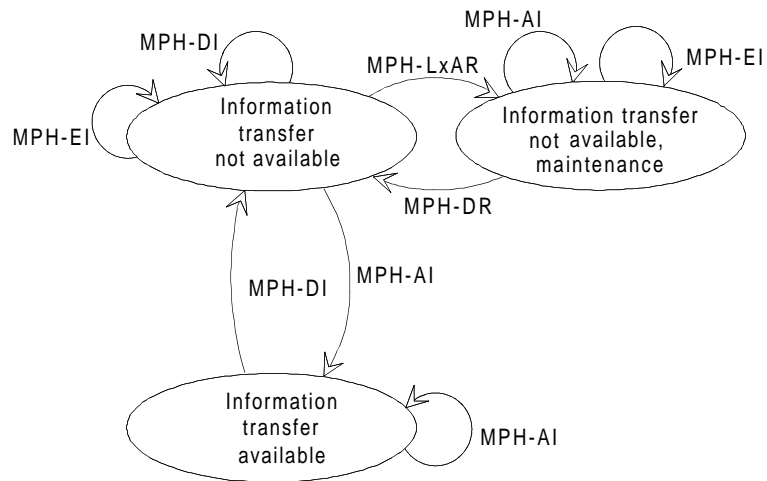 MPH-DI
MPH-AI
MPH-LxAR
MPH-EI
Information
transfer
not available
Information transfer
not available,
maintenance
MPH-EI
MPH-DR
MPH-DI
MPH-AI
Information
transfer
available
MPH-AI